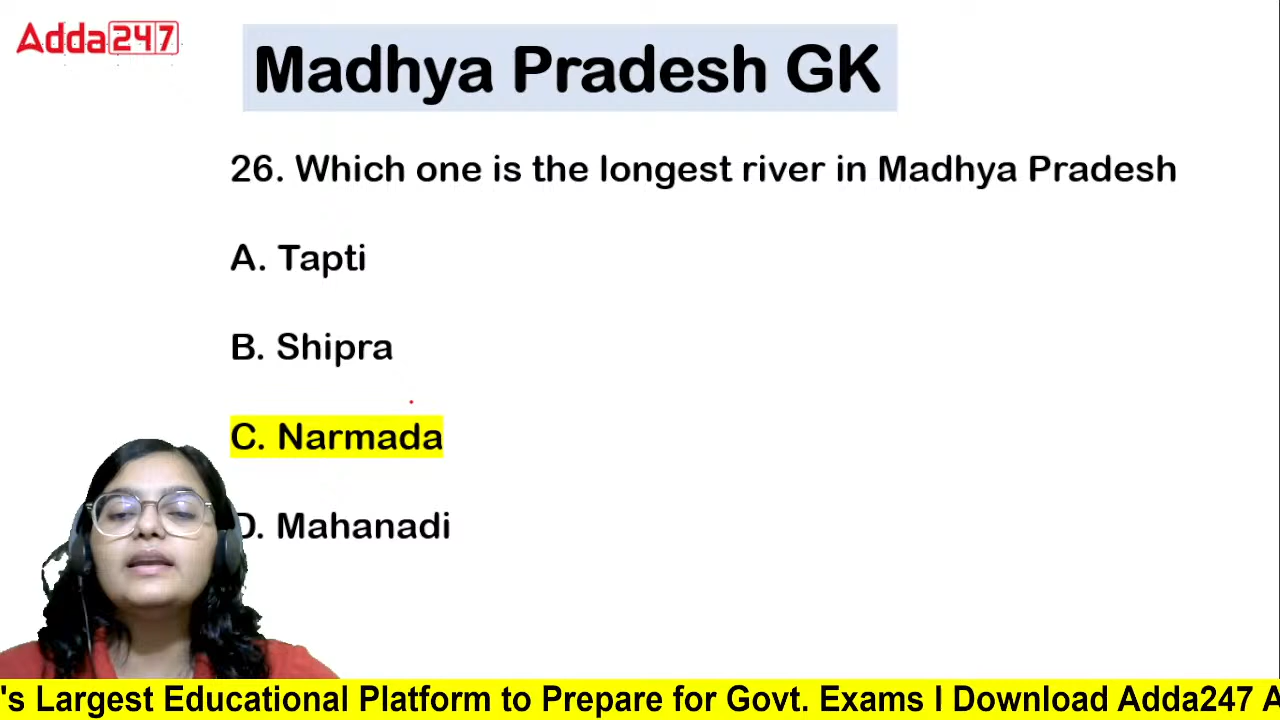 Adda247
Madhya Pradesh GK
26. Which one is the longest river in Madhya Pradesh
A. Tapti
B. Shipra
C. Narmada
D. Mahanadi
's Largest Educational Platform to Prepare for Govt. Exams I Download Adda247 A